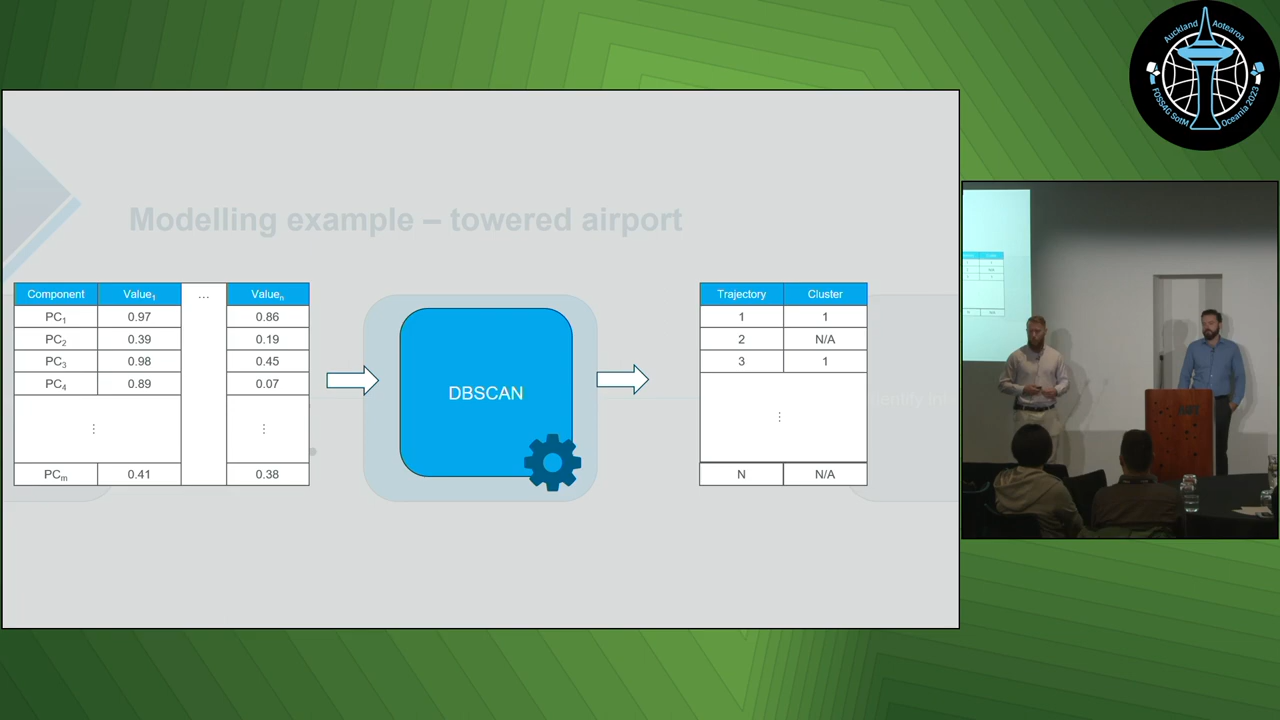 Auckland Aotearoa
FOSS4G SotM Oceania 2023
Modelling example – towered airport
Component Value1 ... Valuen
PC1 0.97 0.86
PC2 0.39 0.19
PC3 0.98 0.45
PC4 0.89 0.07
⋮ ⋮
PCm 0.41 0.38
DBSCAN
Trajectory Cluster
1 1
2 N/A
3 1
⋮
N N/A